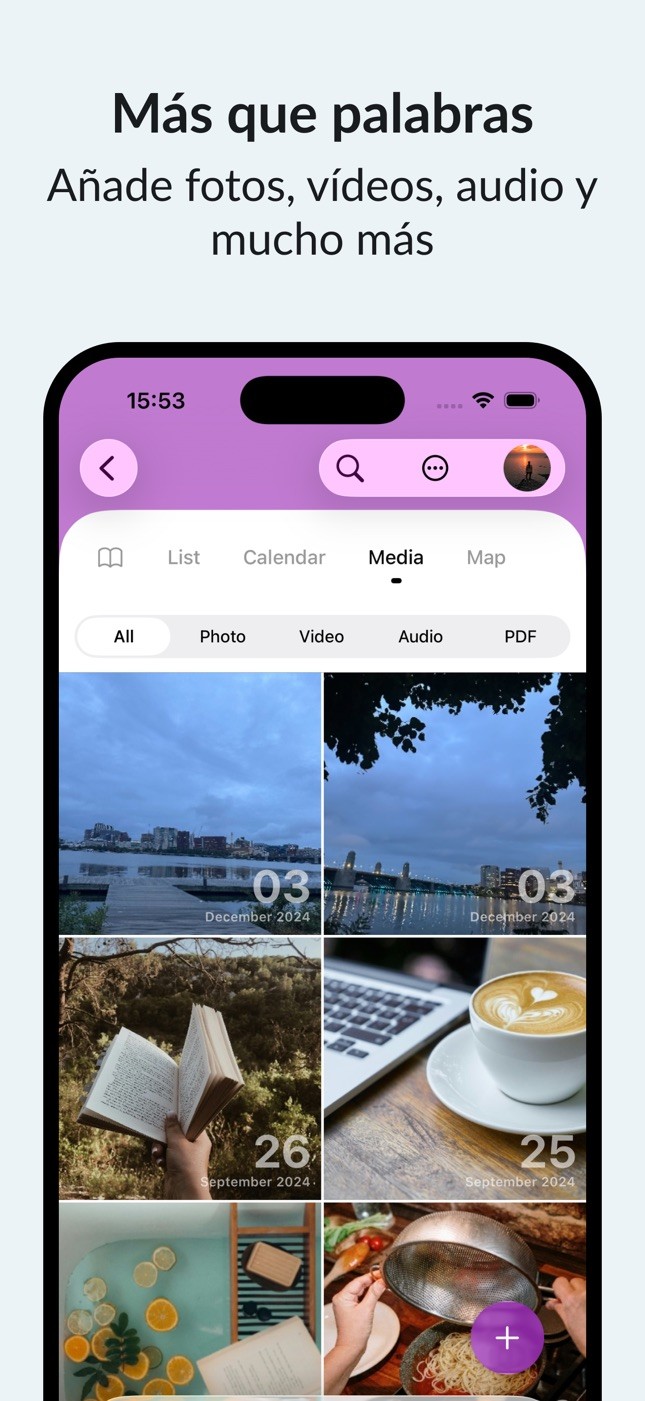 Más que palabras
Añade fotos, vídeos, audio y
mucho más
15:53
List Calendar Media Map
All Photo Video Audio PDF
03
December 2024
03
December 2024
26
September 2024
25
September 2024